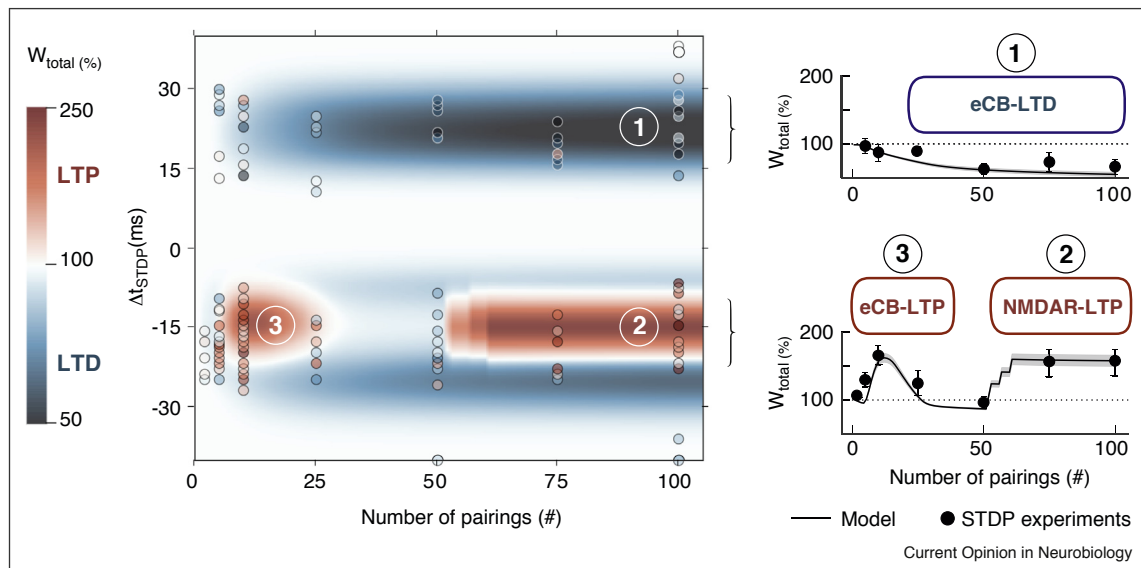 W total (%)
250
LTP
100
LTD
50
Δt STDP (ms)
30
15
0
-15
-30
1
3
2
0
25
50
75
100
Number of pairings (#)
1
eCB-LTD
W total (%)
200
100
0
50
100
3
2
eCB-LTP
NMDAR-LTP
W total (%)
200
100
0
50
100
Number of pairings (#)
Model
STDP experiments
Current Opinion in Neurobiology